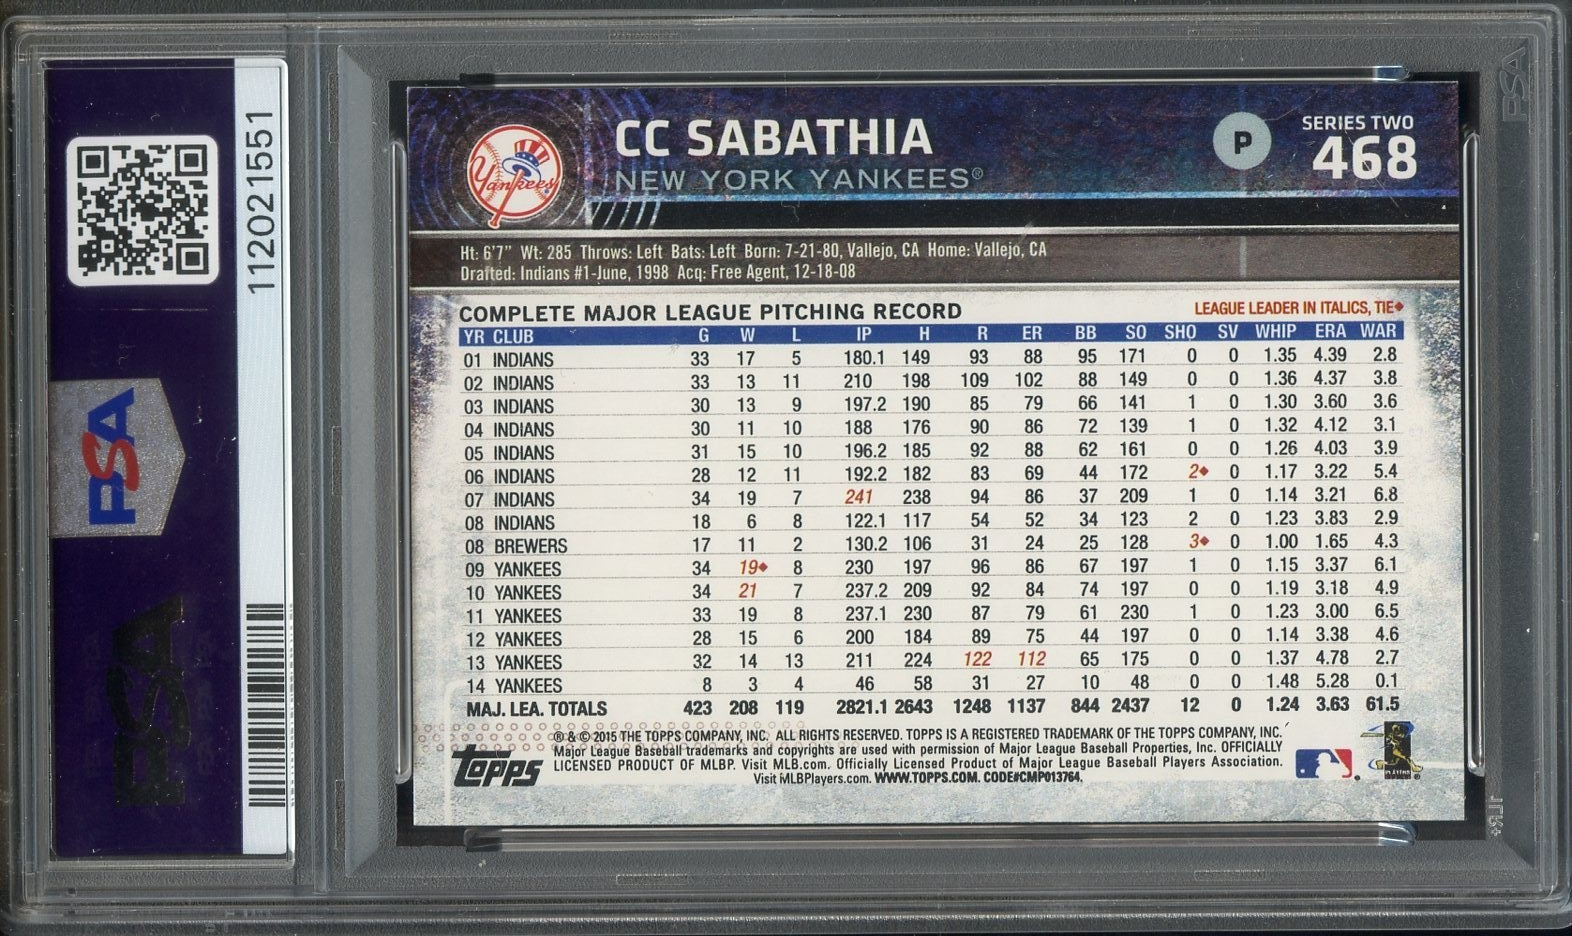 112021551
PSA
PSA
Yankees
CC SABATHIA
NEW YORK YANKEES®
P
SERIES TWO
468
Ht: 6'7" Wt: 285 Throws: Left Bats: Left Born: 7-21-80, Vallejo, CA Home: Vallejo, CA
Drafted: Indians #1-June, 1998 Acq: Free Agent, 12-18-08
COMPLETE MAJOR LEAGUE PITCHING RECORD
LEAGUE LEADER IN ITALICS, TIE♦
YR CLUB G W L IP H R ER BB SO SHO SV WHIP ERA WAR
01 INDIANS 33 17 5 180.1 149 93 88 95 171 0 0 1.35 4.39 2.8
02 INDIANS 33 13 11 210 198 109 102 88 149 0 0 1.36 4.37 3.8
03 INDIANS 30 13 9 197.2 190 85 79 66 141 1 0 1.30 3.60 3.6
04 INDIANS 30 11 10 188 176 90 86 72 139 1 0 1.32 4.12 3.1
05 INDIANS 31 15 10 196.2 185 92 88 62 161 0 0 1.26 4.03 3.9
06 INDIANS 28 12 11 192.2 182 83 69 44 172 2♦ 0 1.17 3.22 5.4
07 INDIANS 34 19 7 241 238 94 86 37 209 1 0 1.14 3.21 6.8
08 INDIANS 18 6 8 122.1 117 54 52 34 123 2 0 1.23 3.83 2.9
08 BREWERS 17 11 2 130.2 106 31 24 25 128 3♦ 0 1.00 1.65 4.3
09 YANKEES 34 19♦ 8 230 197 96 86 67 197 1 0 1.15 3.37 6.1
10 YANKEES 34 21 7 237.2 209 92 84 74 197 0 0 1.19 3.18 4.9
11 YANKEES 33 19 8 237.1 230 87 79 61 230 1 0 1.23 3.00 6.5
12 YANKEES 28 15 6 200 184 89 75 44 197 0 0 1.14 3.38 4.6
13 YANKEES 32 14 13 211 224 122 112 65 175 0 0 1.37 4.78 2.7
14 YANKEES 8 3 4 46 58 31 27 10 48 0 0 1.48 5.28 0.1
MAJ. LEA. TOTALS 423 208 119 2821.1 2643 1248 1137 844 2437 12 0 1.24 3.63 61.5
Topps
® & © 2015 THE TOPPS COMPANY, INC. ALL RIGHTS RESERVED. TOPPS IS A REGISTERED TRADEMARK OF THE TOPPS COMPANY, INC.
Major League Baseball trademarks and copyrights are used with permission of Major League Baseball Properties, Inc. OFFICIALLY
LICENSED PRODUCT OF MLBP. Visit MLB.com. Officially Licensed Product of Major League Baseball Players Association.
Visit MLBPlayers.com. WWW.TOPPS.COM. CODE#CMP013764.
PSA